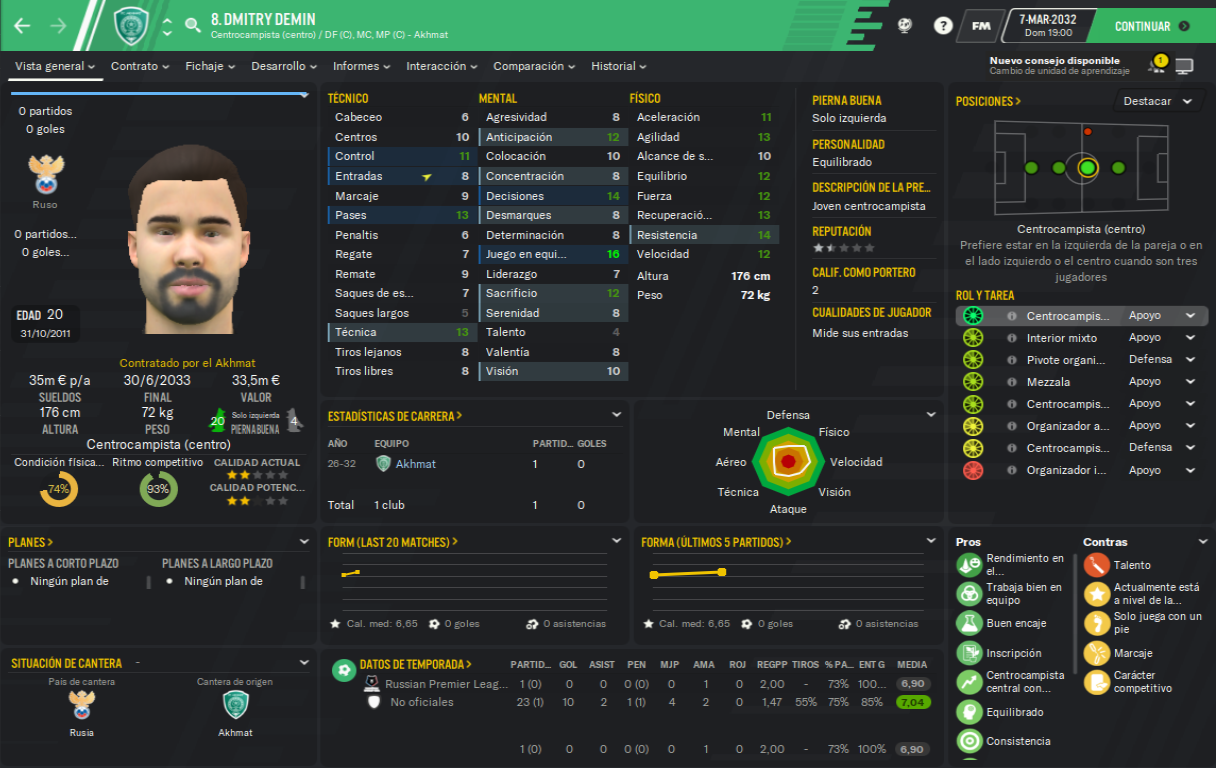 8. DMITRY DEMIN
Centrocampista (centro) / DF (C), MC, MP (C) - Akhmat
?
FM
7-MAR-2032
Dom 19:00
CONTINUAR
Vista general
Contrato
Fichaje
Desarrollo
Informes
Interacción
Comparación
Historial
Nuevo consejo disponible
Cambio de unidad de aprendizaje
1
0 partidos
0 goles
Ruso
0 partidos...
0 goles...
EDAD 20
31/10/2011
Contratado por el Akhmat
35m € p/a
SUELDOS
30/6/2033
FINAL
33,5m €
VALOR
176 cm
ALTURA
72 kg
PESO
20
Solo izquierda
PIERNA BUENA
4
Centrocampista (centro)
Condición física...
74%
Ritmo competitivo
93%
CALIDAD ACTUAL
CALIDAD POTENC...
TÉCNICO
Cabeceo 6
Centros 10
Control 11
Entradas 8
Marcaje 9
Pases 13
Penaltis 6
Regate 7
Remate 9
Saques de es... 7
Saques largos 5
Técnica 13
Tiros lejanos 8
Tiros libres 8
MENTAL
Agresividad 8
Anticipación 12
Colocación 10
Concentración 8
Decisiones 14
Desmarques 8
Determinación 8
Juego en equi... 16
Liderazgo 7
Sacrificio 12
Serenidad 8
Talento 4
Valentía 8
Visión 10
FÍSICO
Aceleración 11
Agilidad 13
Alcance de s... 10
Equilibrio 12
Fuerza 12
Recuperació... 13
Resistencia 14
Velocidad 12
Altura 176 cm
Peso 72 kg
PIERNA BUENA
Solo izquierda
PERSONALIDAD
Equilibrado
DESCRIPCIÓN DE LA PRE...
Joven centrocampista
REPUTACIÓN
CALIF. COMO PORTERO
2
CUALIDADES DE JUGADOR
Mide sus entradas
POSICIONES >
Destacar
Centrocampista (centro)
Prefiere estar en la izquierda de la pareja o en
el lado izquierdo o el centro cuando son tres
jugadores
ROL Y TAREA
Centrocampis... Apoyo
Interior mixto Apoyo
Pivote organi... Defensa
Mezzala Apoyo
Centrocampis... Apoyo
Organizador a... Apoyo
Centrocampis... Defensa
Organizador i... Apoyo
ESTADÍSTICAS DE CARRERA >
AÑO EQUIPO PARTID... GOLES
26-32 Akhmat 1 0
Total 1 club 1 0
Defensa
Mental
Físico
Aéreo
Velocidad
Técnica
Visión
Ataque
PLANES >
PLANES A CORTO PLAZO
Ningún plan de
PLANES A LARGO PLAZO
Ningún plan de
FORM (LAST 20 MATCHES) >
Cal. med: 6,65 0 goles 0 asistencias
FORMA (ÚLTIMOS 5 PARTIDOS) >
Cal. med: 6,65 0 goles 0 asistencias
Pros
Rendimiento en
el...
Trabaja bien en
equipo
Buen encaje
Inscripción
Centrocampista
central con...
Equilibrado
Consistencia
Contras
Talento
Actualmente está
a nivel de la...
Solo juega con un
pie
Marcaje
Carácter
competitivo
SITUACIÓN DE CANTERA -
País de cantera
Rusia
Cantera de origen
Akhmat
DATOS DE TEMPORADA > PARTID... GOL ASIST PEN MJP AMA ROJ REGPP TIROS % PA... ENT G MEDIA
Russian Premier Leag... 1 (0) 0 0 0 (0) 0 1 0 2,00 - 73% 100... 6,90
No oficiales 23 (1) 10 2 1 (1) 4 2 0 1,47 55% 75% 85% 7,04
1 (0) 0 0 0 (0) 0 1 0 2,00 - 73% 100% 6,90